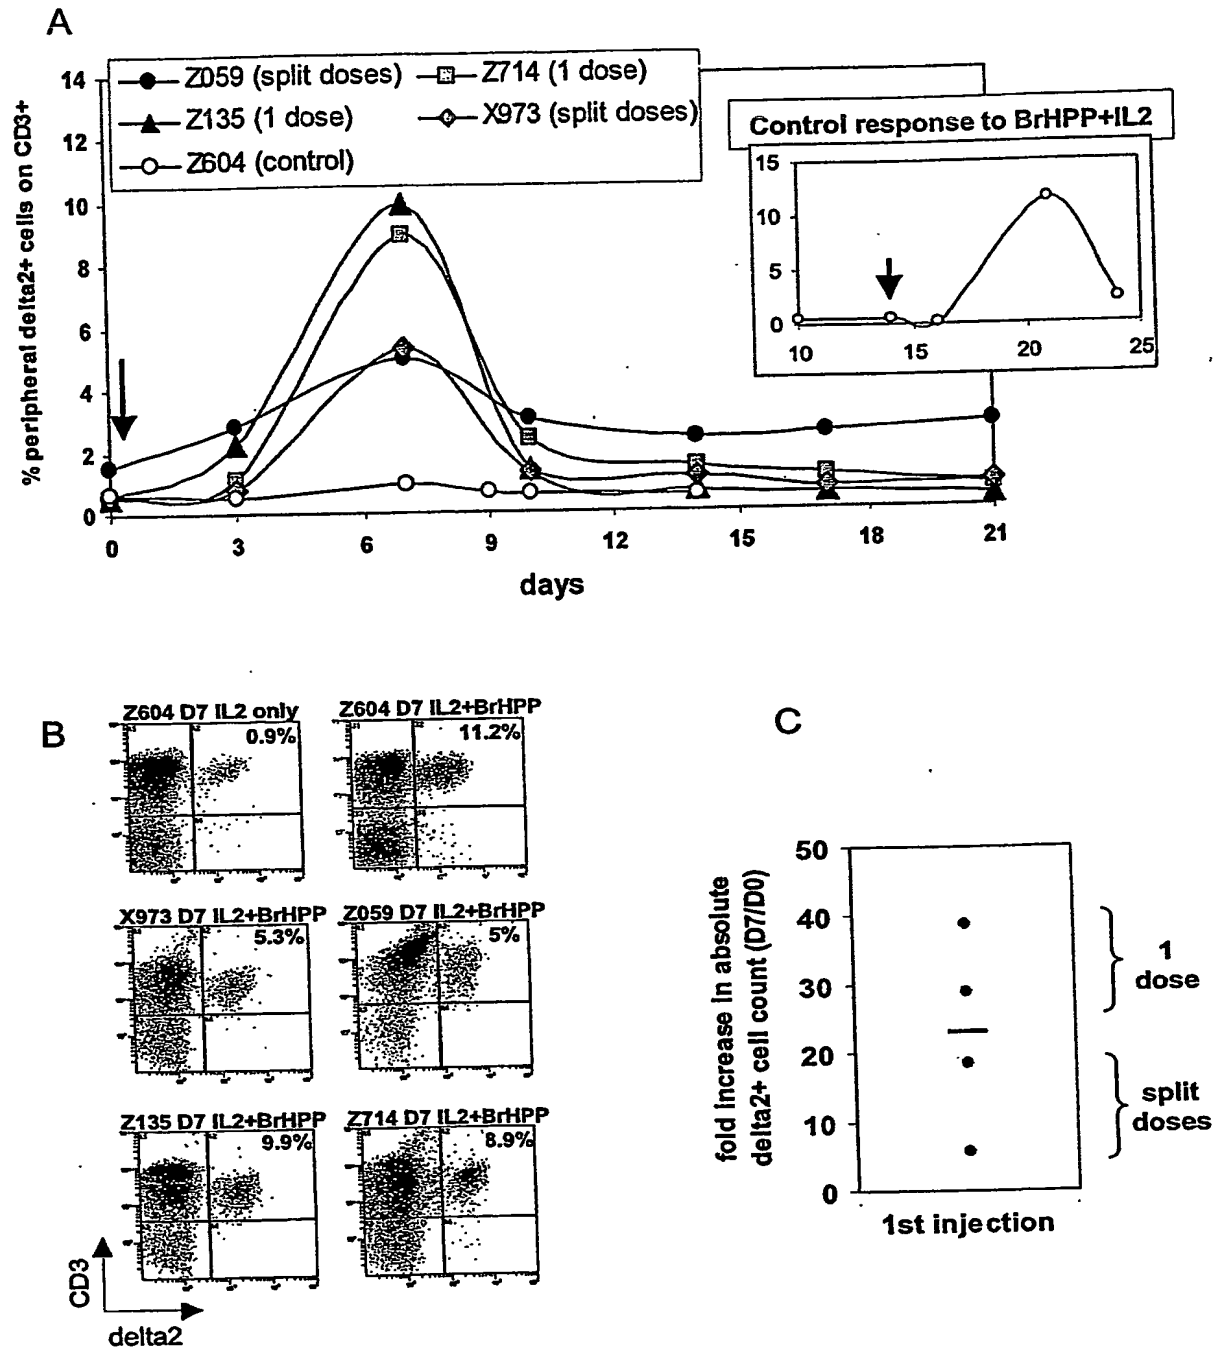 A
14
12
10
8
6
4
2
0
% peripheral delta2+ cells on CD3+
Z059 (split doses)
Z714 (1 dose)
Z135 (1 dose)
X973 (split doses)
Z604 (control)
0
3
6
9
12
15
18
21
days
Control response to BrHPP+IL2
15
10
5
0
10
15
20
25
B
Z604 D7 IL2 only
0.9%
Z604 D7 IL2+BrHPP
11.2%
X973 D7 IL2+BrHPP
5.3%
Z059 D7 IL2+BrHPP
5%
Z135 D7 IL2+BrHPP
9.9%
Z714 D7 IL2+BrHPP
8.9%
CD3
delta2
C
fold increase in absolute
delta2+ cell count (D7/D0)
50
40
30
20
10
0
1
dose
split
doses
1st injection